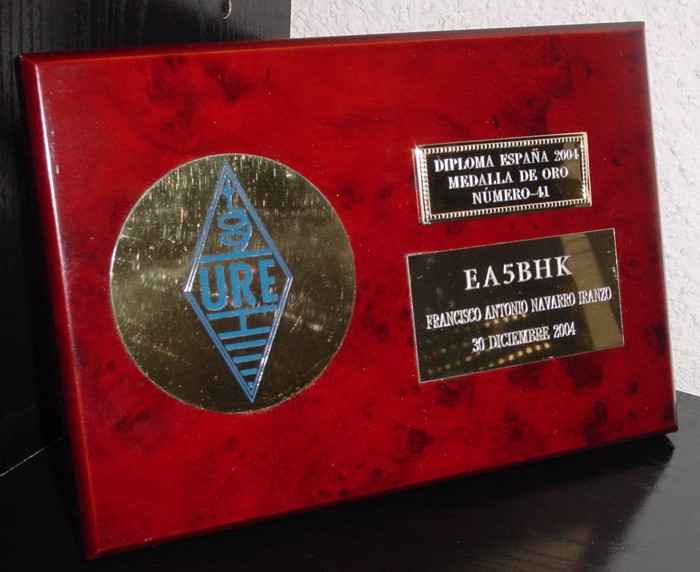 URE
DIPLOMA ESPAÑA 2004
MEDALLA DE ORO
NÚMERO-41
EA5BHK
FRANCISCO ANTONIO NAVARRO IRANZO
30 DICIEMBRE 2004